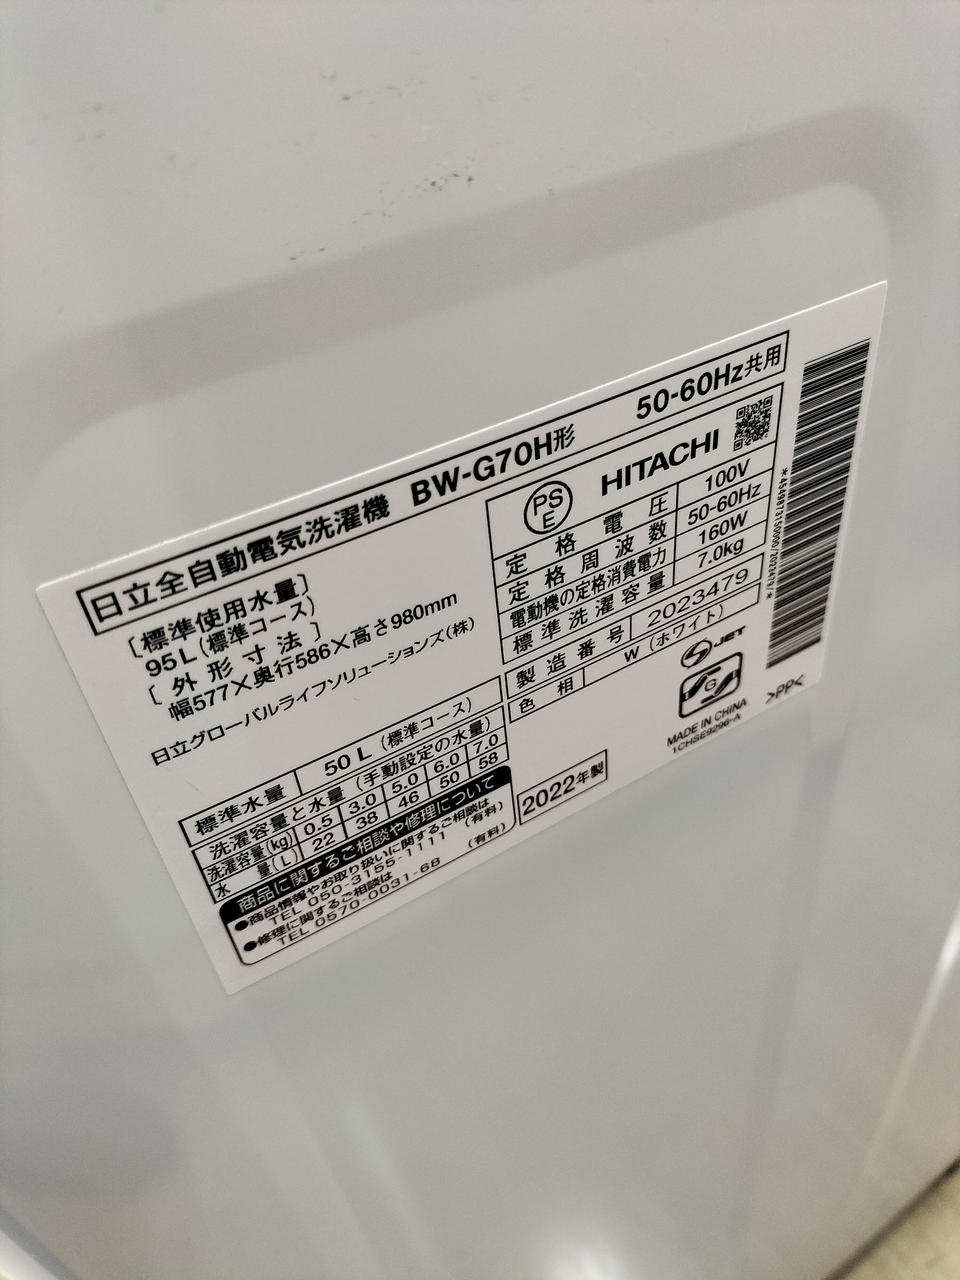 日立全自動電気洗濯機 BW-G70H形 50-60Hz共用
[標準使用水量]
95L(標準コース)
[外形寸法]
幅577×奥行586×高さ980mm
日立グローバルライフソリューションズ(株)
PS
E
HITACHI
定格電圧 100V
定格周波数 50-60Hz
電動機の定格消費電力 160W
標準洗濯容量 7.0kg
製造番号 2023479
色相 W(ホワイト)
標準水量 50L(標準コース)
洗濯容量と水量(手動設定の水量)
洗濯容量(kg) 0.5 3.0 5.0 6.0 7.0
水量(L) 22 38 46 50 58
商品に関するご相談や修理について
●商品情報やお取り扱いに関するご相談は
TEL 050-3155-1111 (有料)
●修理に関するご相談は
TEL 0570-0031-68 (有料)
2022年製
JET
6
MADE IN CHINA
1CHSE9296-A
>PP<
*4549873150000/2023479*